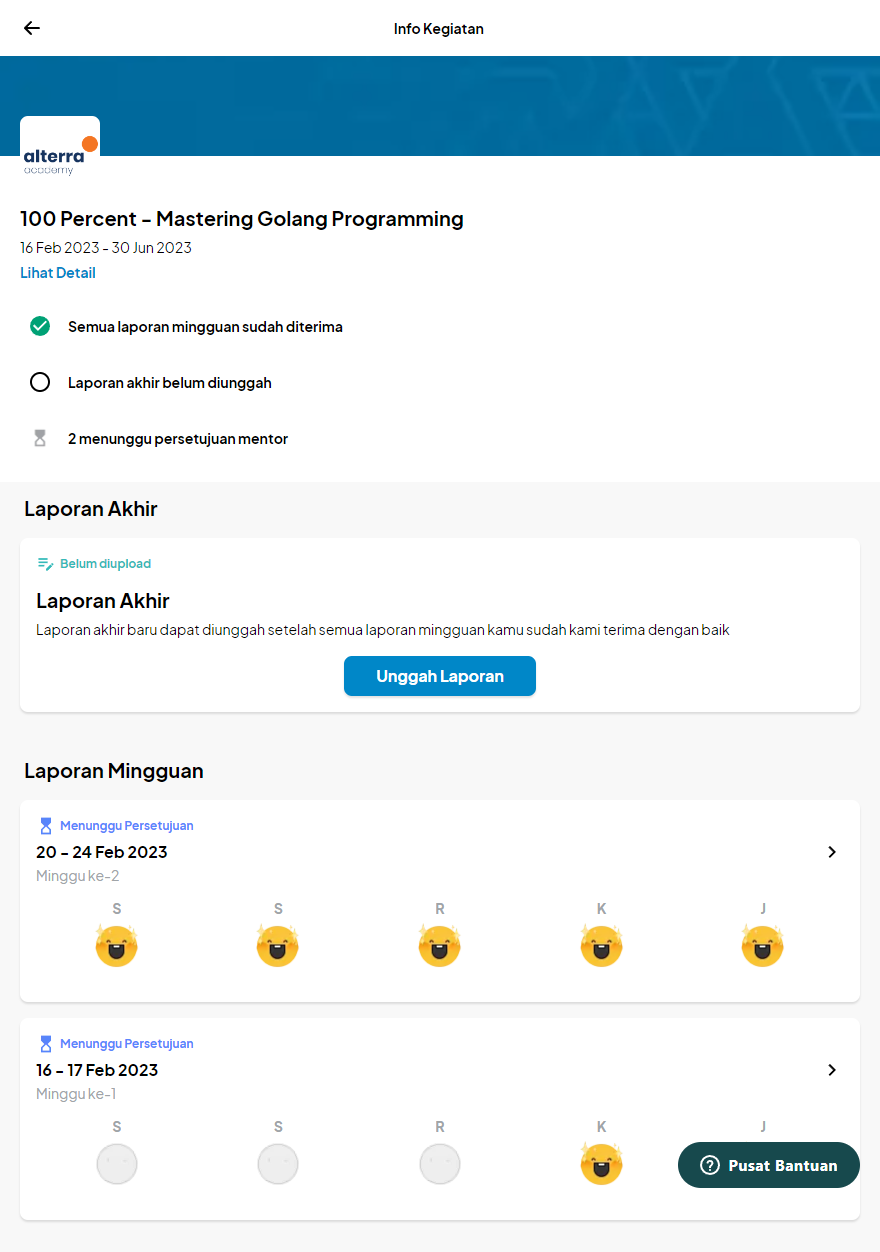 Info Kegiatan
alterra
academy
100 Percent - Mastering Golang Programming
16 Feb 2023 - 30 Jun 2023
Lihat Detail
Semua laporan mingguan sudah diterima
Laporan akhir belum diunggah
2 menunggu persetujuan mentor
Laporan Akhir
Belum diupload
Laporan Akhir
Laporan akhir baru dapat diunggah setelah semua laporan mingguan kamu sudah kami terima dengan baik
Unggah Laporan
Laporan Mingguan
Menunggu Persetujuan
20 - 24 Feb 2023
Minggu ke-2
S S R K J
Menunggu Persetujuan
16 - 17 Feb 2023
Minggu ke-1
S S R K J
Pusat Bantuan